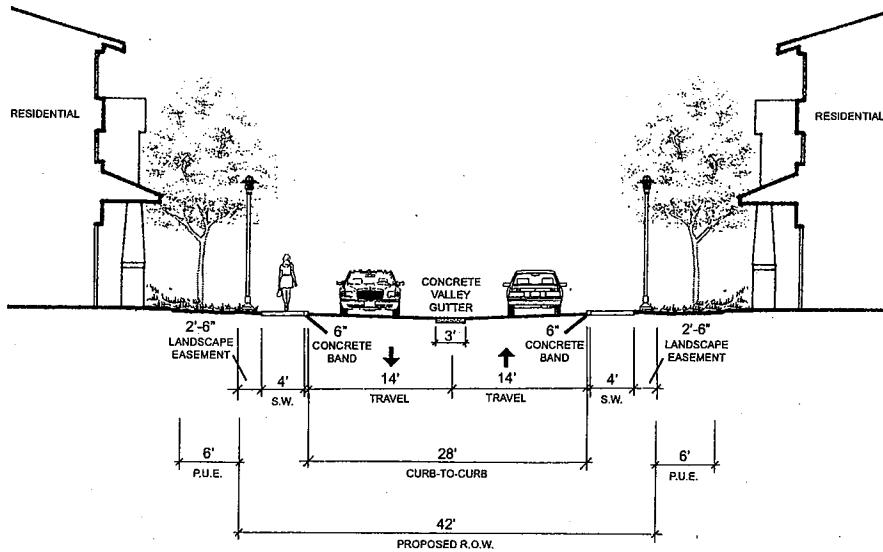 RESIDENTIAL
RESIDENTIAL
CONCRETE
VALLEY
GUTTER
2'-6"
LANDSCAPE
EASEMENT
6"
CONCRETE
BAND
3'
6"
CONCRETE
BAND
2'-6"
LANDSCAPE
EASEMENT
4'
S.W.
14'
TRAVEL
14'
TRAVEL
4'
S.W.
6'
P.U.E.
28'
CURB-TO-CURB
6'
P.U.E.
42'
PROPOSED R.O.W.